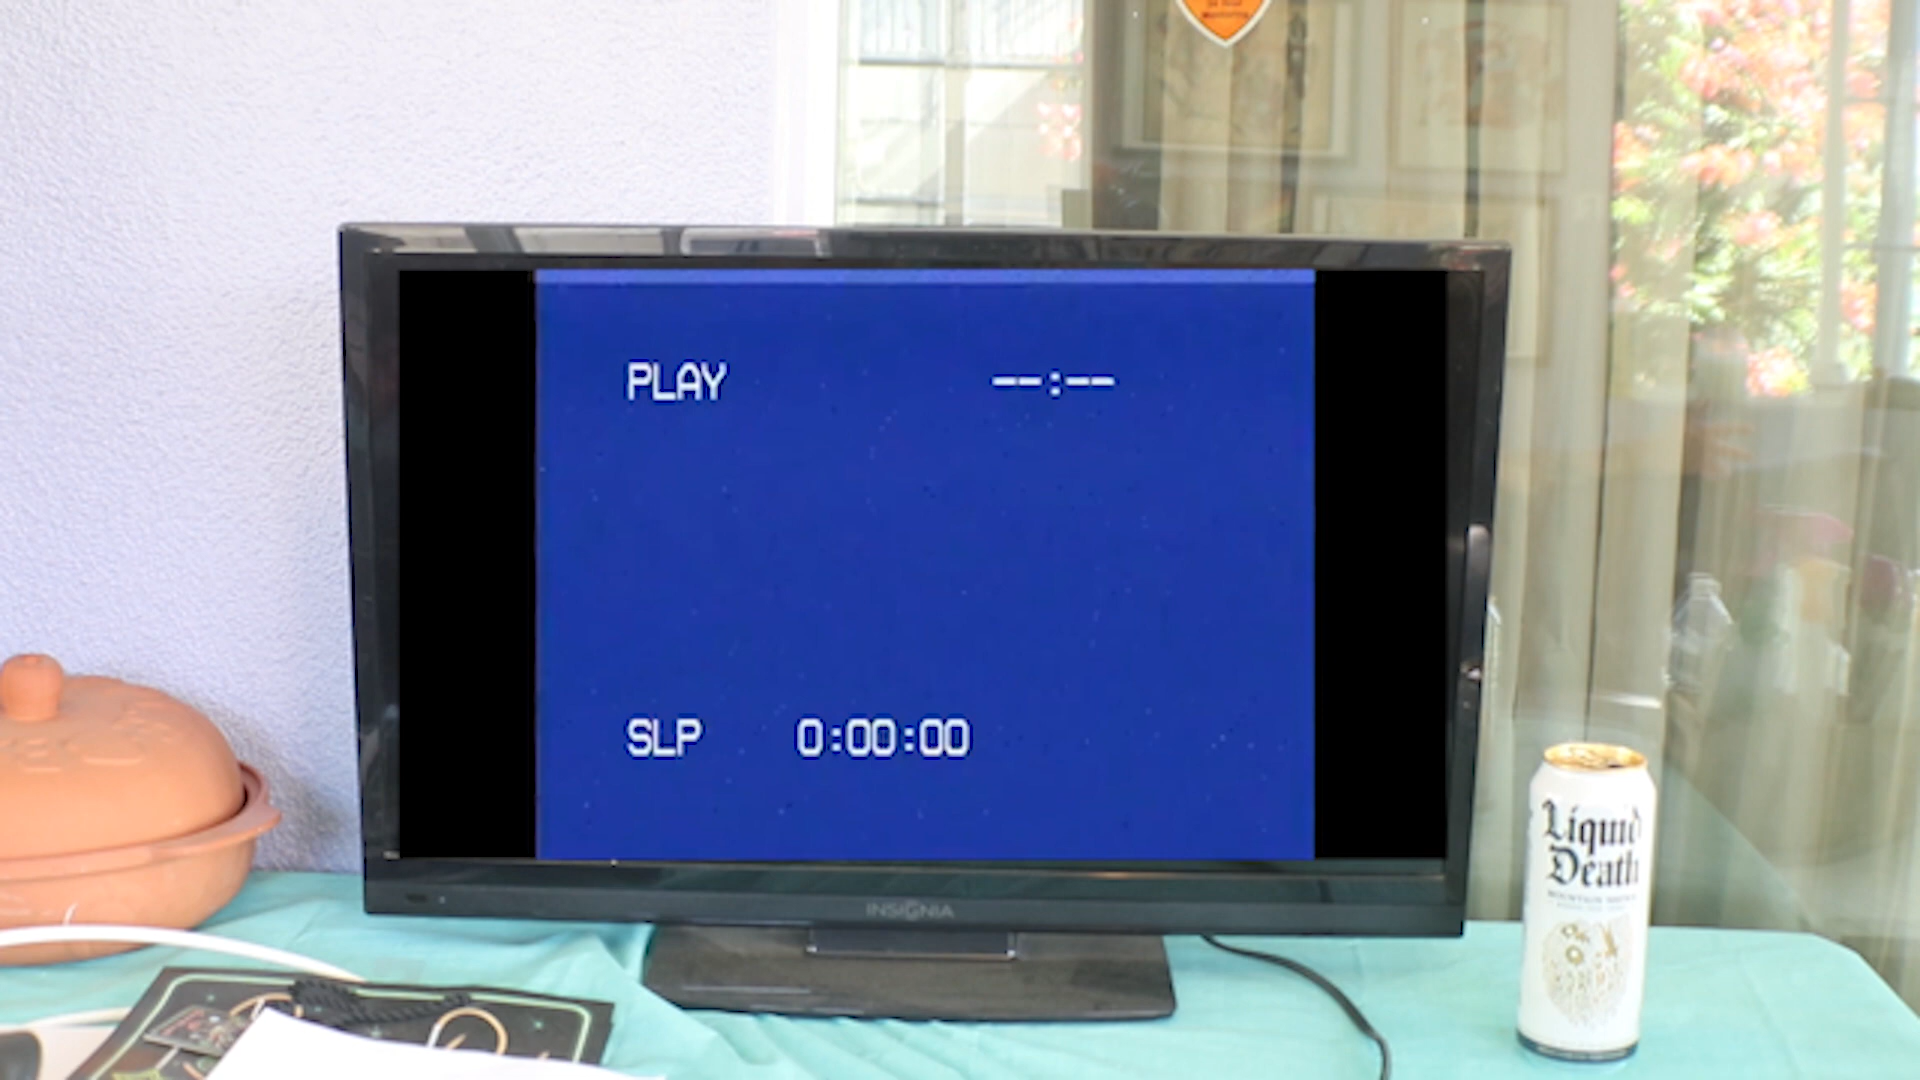 PLAY --:--
SLP 0:00:00
INSIGNIA
Liquid
Death